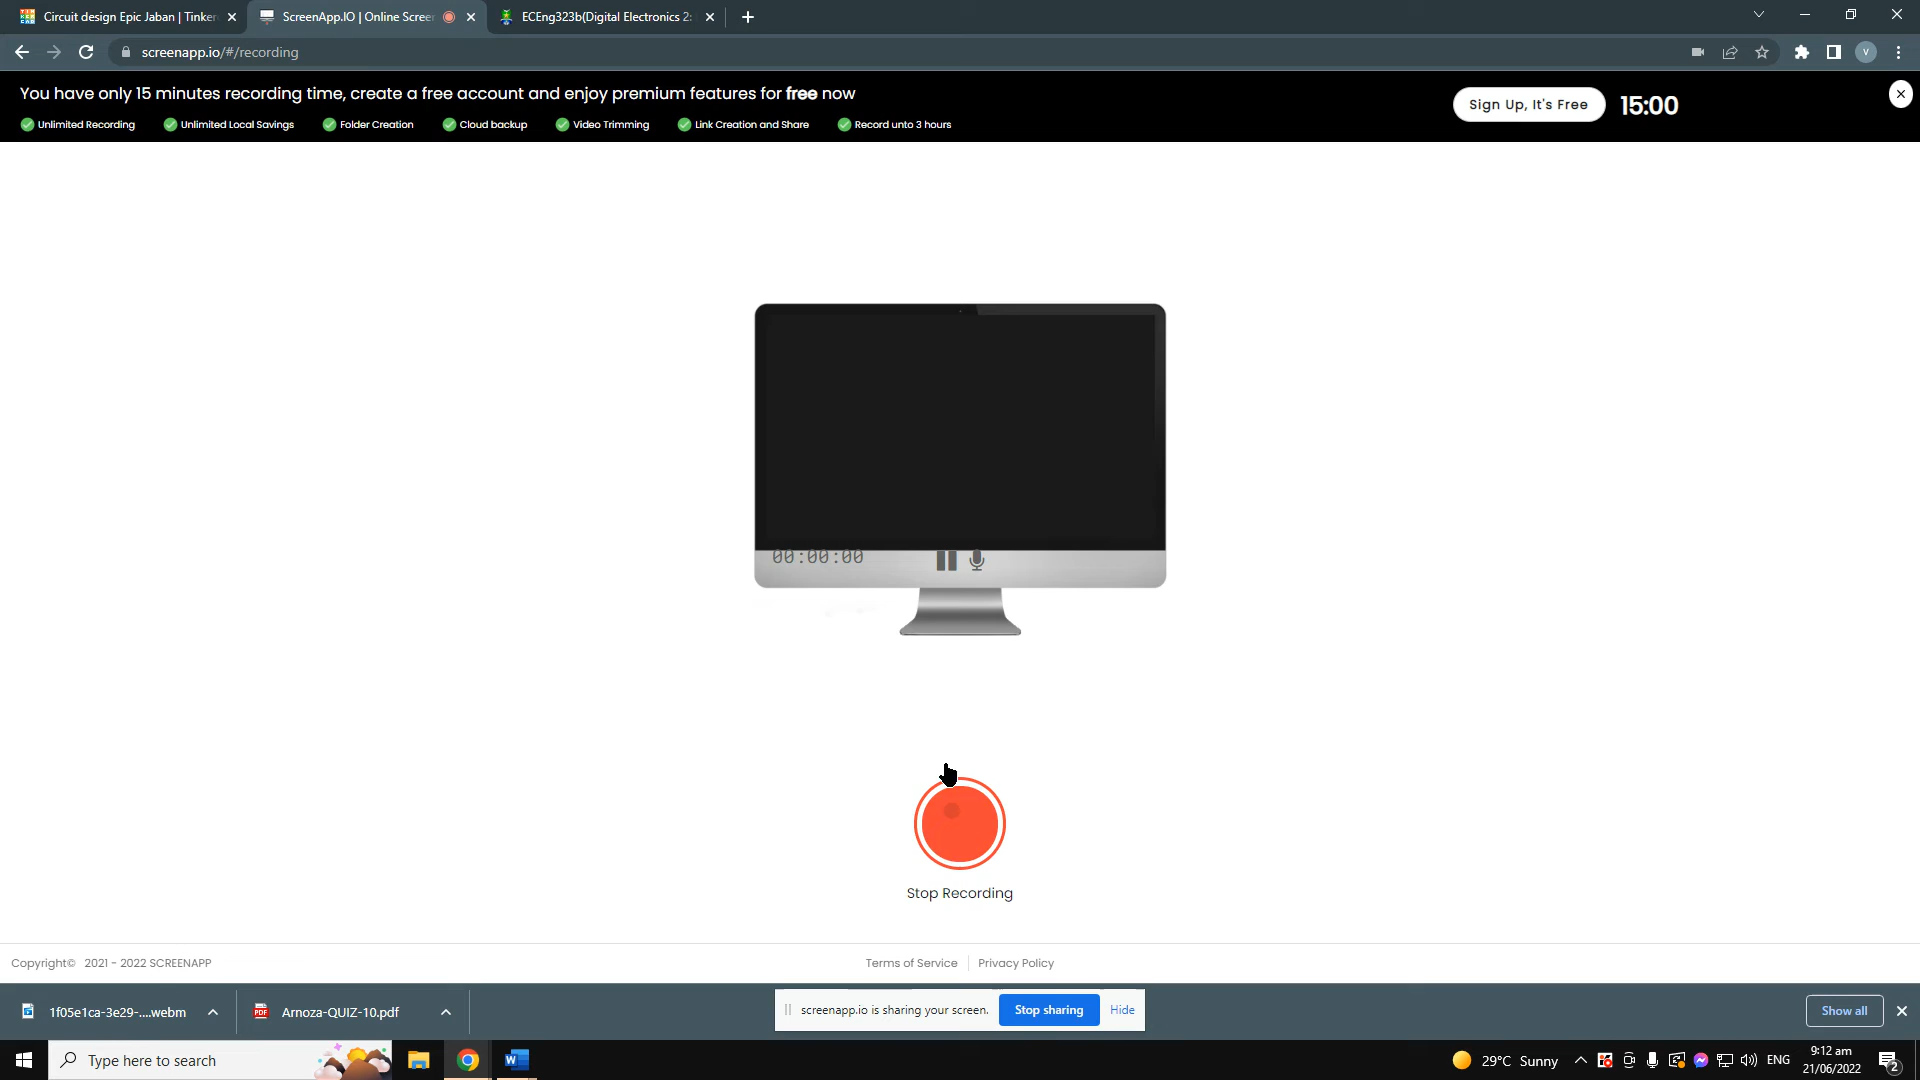 Circuit design Epic Jaban | Tinker
ScreenApp.IO | Online Screen
ECEng323b(Digital Electronics 2:
screenapp.io/#/recording
V
You have only 15 minutes recording time, create a free account and enjoy premium features for free now
Unlimited Recording
Unlimited Local Savings
Folder Creation
Cloud backup
Video Trimming
Link Creation and Share
Record unto 3 hours
Sign Up, It's Free
15:00
00:00:00
Stop Recording
Copyright© 2021 - 2022 SCREENAPP
Terms of Service
Privacy Policy
1f05e1ca-3e29-....webm
PDF
Arnoza-QUIZ-10.pdf
screenapp.io is sharing your screen.
Stop sharing
Hide
Show all
Type here to search
29°C Sunny
ENG
9:12 am
21/06/2022
2